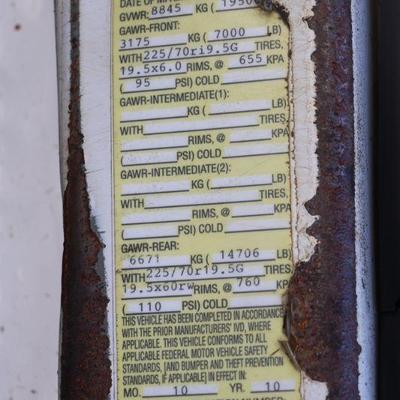 GVWR: 8845 KG ( 19500
GAWR-FRONT:
3175 KG ( 7000 LB)
WITH 225/70ri9.5G TIRES,
19.5x6.0 RIMS, @ 655 KPA
( 95 PSI) COLD
GAWR-INTERMEDIATE(1):
KG ( LB)
WITH TIRES,
RIMS, @ KPA
( PSI) COLD
GAWR-INTERMEDIATE(2):
KG ( LB)
WITH TIRES,
RIMS, @ KPA
( PSI) COLD
GAWR-REAR:
6671 KG ( 14706 LB)
WITH 225/70ri9.5G TIRES,
19.5x60rw RIMS, @ 760 KPA
( 110 PSI) COLD
THIS VEHICLE HAS BEEN COMPLETED IN ACCORDANCE
WITH THE PRIOR MANUFACTURERS' IVD, WHERE
APPLICABLE. THIS VEHICLE CONFORMS TO ALL
APPLICABLE FEDERAL MOTOR VEHICLE SAFETY
STANDARDS, [AND BUMPER AND THEFT PREVENTION
STANDARDS, IF APPLICABLE] IN EFFECT IN:
MO. 10 YR. 10